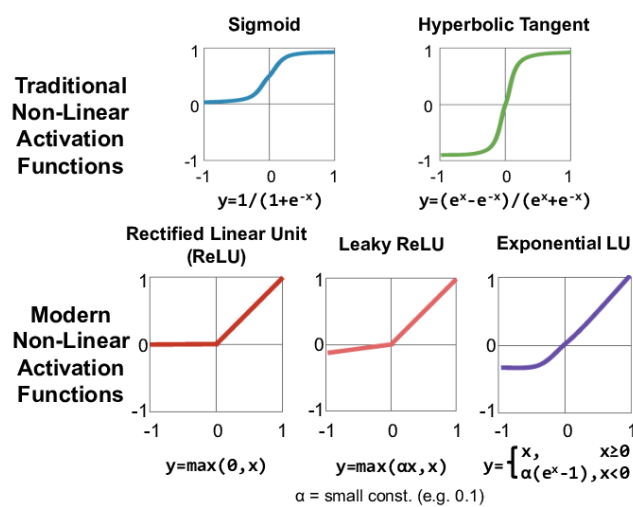 Traditional
Non-Linear
Activation
Functions
Sigmoid
1
0
-1
-1
0
1
y=1/(1+e⁻ˣ)
Hyperbolic Tangent
1
0
-1
-1
0
1
y=(eˣ-e⁻ˣ)/(eˣ+e⁻ˣ)
Modern
Non-Linear
Activation
Functions
Rectified Linear Unit
(ReLU)
1
0
-1
-1
0
1
y=max(0,x)
Leaky ReLU
1
0
-1
-1
0
1
y=max(αx,x)
Exponential LU
1
0
-1
-1
0
1
y={x, x≥0
α(eˣ-1),x<0
α = small const. (e.g. 0.1)